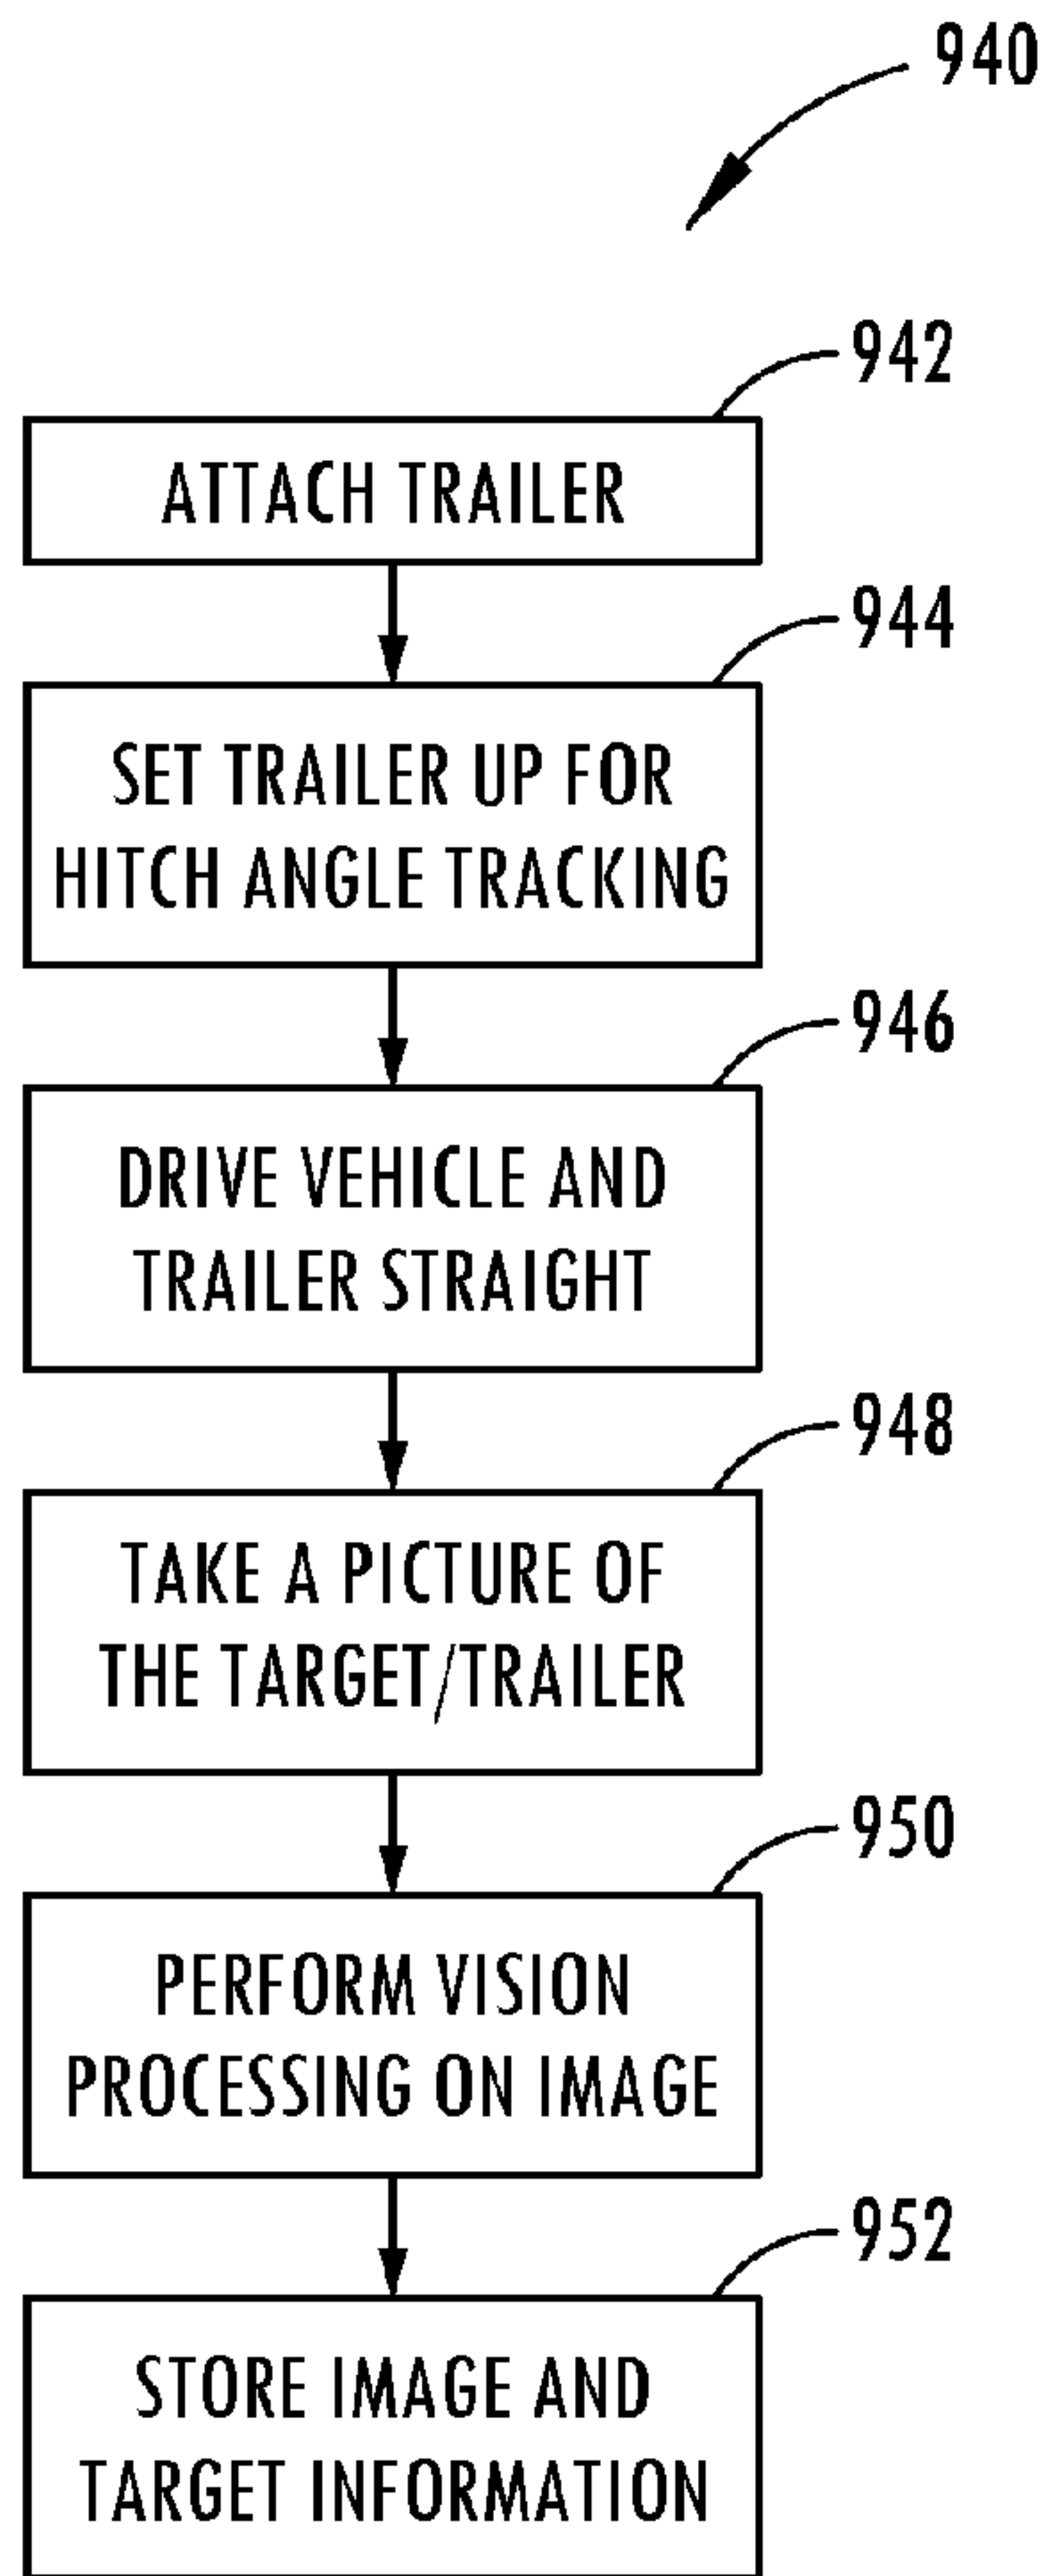 940
942
ATTACH TRAILER
944
SET TRAILER UP FOR
HITCH ANGLE TRACKING
946
DRIVE VEHICLE AND
TRAILER STRAIGHT
948
TAKE A PICTURE OF
THE TARGET/TRAILER
950
PERFORM VISION
PROCESSING ON IMAGE
952
STORE IMAGE AND
TARGET INFORMATION